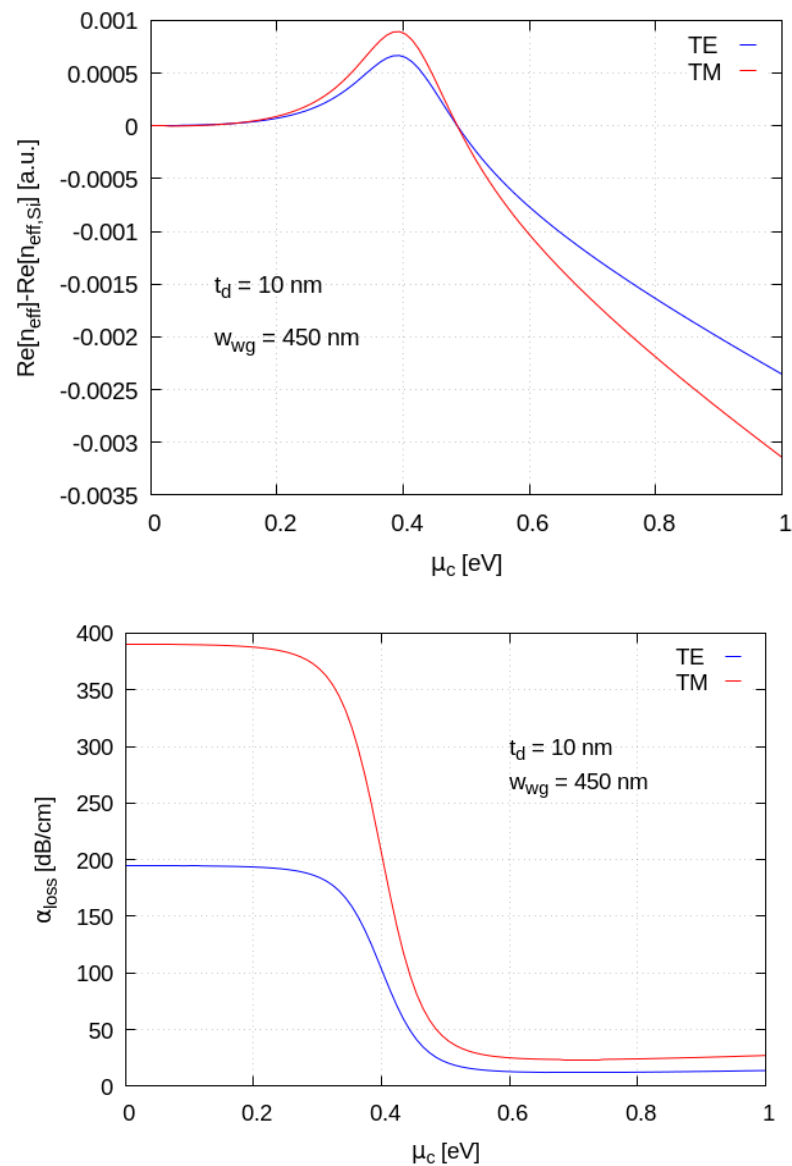 0.001
0.0005
0
-0.0005
-0.001
-0.0015
-0.002
-0.0025
-0.003
-0.0035
Re[n_eff]-Re[n_eff,Si] [a.u.]
TE
TM
t_d = 10 nm
w_wg = 450 nm
0 0.2 0.4 0.6 0.8 1
μ_c [eV]
400
350
300
250
200
150
100
50
0
α_loss [dB/cm]
TE
TM
t_d = 10 nm
w_wg = 450 nm
0 0.2 0.4 0.6 0.8 1
μ_c [eV]